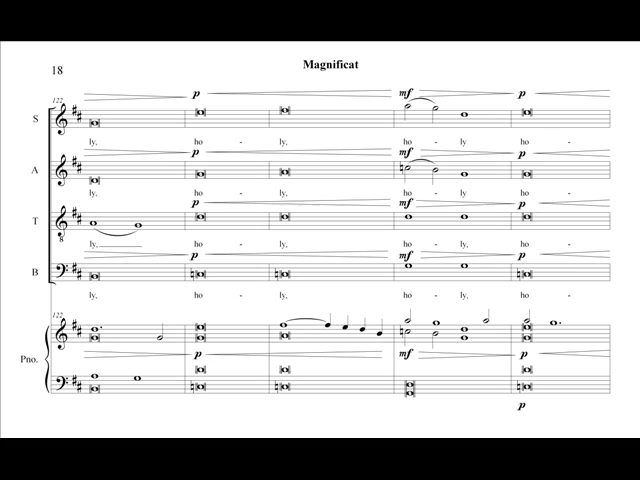 Magnificat
18
122
p mf p
S
ly, ho - ly, ho - ly ho -
p mf p
A
ly, ho - ly, ho - ly ho -
p mf p
T
ly, ho - ly, ho - ly ho -
p mf p
B
ly, ho - ly, ho - ly ho -
122
Pno.
p mf p
p